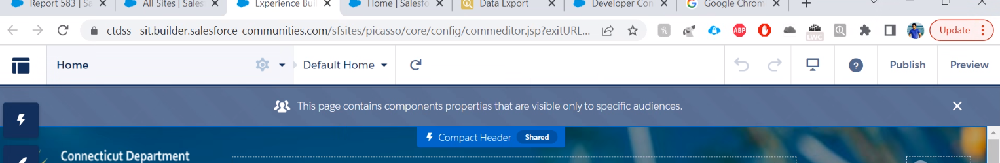 Report 583 | Sa
All Sites | Sales
Experience Buil
Home | Salesfo
Data Export
Developer Con
Google Chrom
ctdss--sit.builder.salesforce-communities.com/sfsites/picasso/core/config/commeditor.jsp?exitURL...
ABP
LWC
Update
Home
Default Home
?
Publish
Preview
This page contains components properties that are visible only to specific audiences.
Compact Header
Shared
Connecticut Department